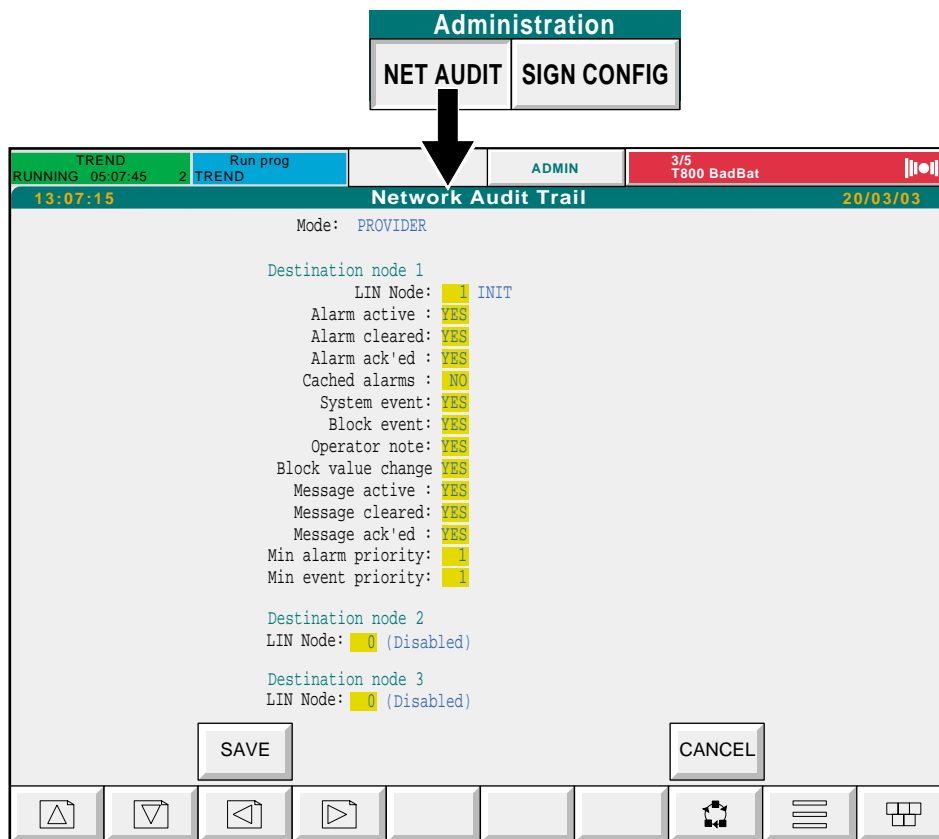 Administration
NET AUDIT SIGN CONFIG
TREND Run prog ADMIN 3/5
RUNNING 05:07:45 2 TREND T800 BadBat
13:07:15 Network Audit Trail 20/03/03
Mode: PROVIDER
Destination node 1
LIN Node: 1 INIT
Alarm active : YES
Alarm cleared: YES
Alarm ack'ed : YES
Cached alarms : NO
System event: YES
Block event: YES
Operator note: YES
Block value change YES
Message active : YES
Message cleared: YES
Message ack'ed : YES
Min alarm priority: 1
Min event priority: 1
Destination node 2
LIN Node: 0 (Disabled)
Destination node 3
LIN Node: 0 (Disabled)
SAVE CANCEL